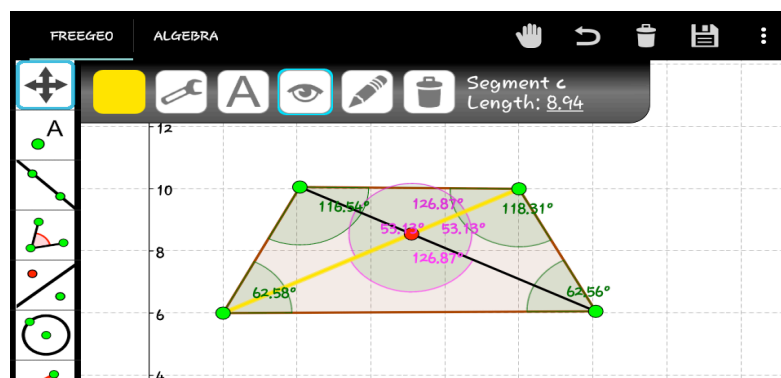 FREEGEO ALGEBRA
A A Segment c
Length: 8.94
12
10
116.54° 126.87° 118.31°
53.13° 53.13°
8
126.87°
62.58° 62.56°
6
4